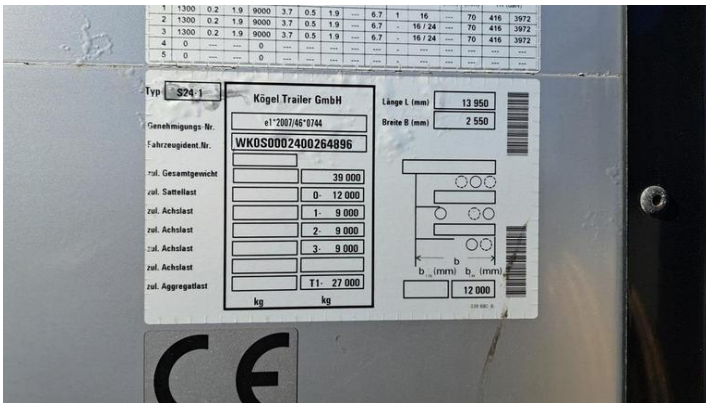 1 1300 0.2 1.9 9000 3.7 0.5 1.9 --- 6.7 1 16 --- 70 416 3972
2 1300 0.2 1.9 9000 3.7 0.5 1.9 --- 6.7 - 16 / 24 --- 70 416 3972
3 1300 0.2 1.9 9000 3.7 0.5 1.9 --- 6.7 - 16 / 24 --- 70 416 3972
4 0 --- --- 0 --- --- --- --- --- --- --- --- --- --- ---
5 0 --- --- 0 --- --- --- --- --- --- --- --- --- --- ---
Typ S24-1
Kögel Trailer GmbH
Länge L (mm) 13 950
Breite B (mm) 2 550
Genehmigungs-Nr. e1*2007/46*0744
Fahrzeugident.Nr. WK0S0002400264896
zul. Gesamtgewicht 39 000
zul. Sattellast 0- 12 000
zul. Achslast 1- 9 000
zul. Achslast 2- 9 000
zul. Achslast 3- 9 000
zul. Achslast
zul. Aggregatlast T1- 27 000
kg kg
b
(mm) b (mm)
12 000
CE